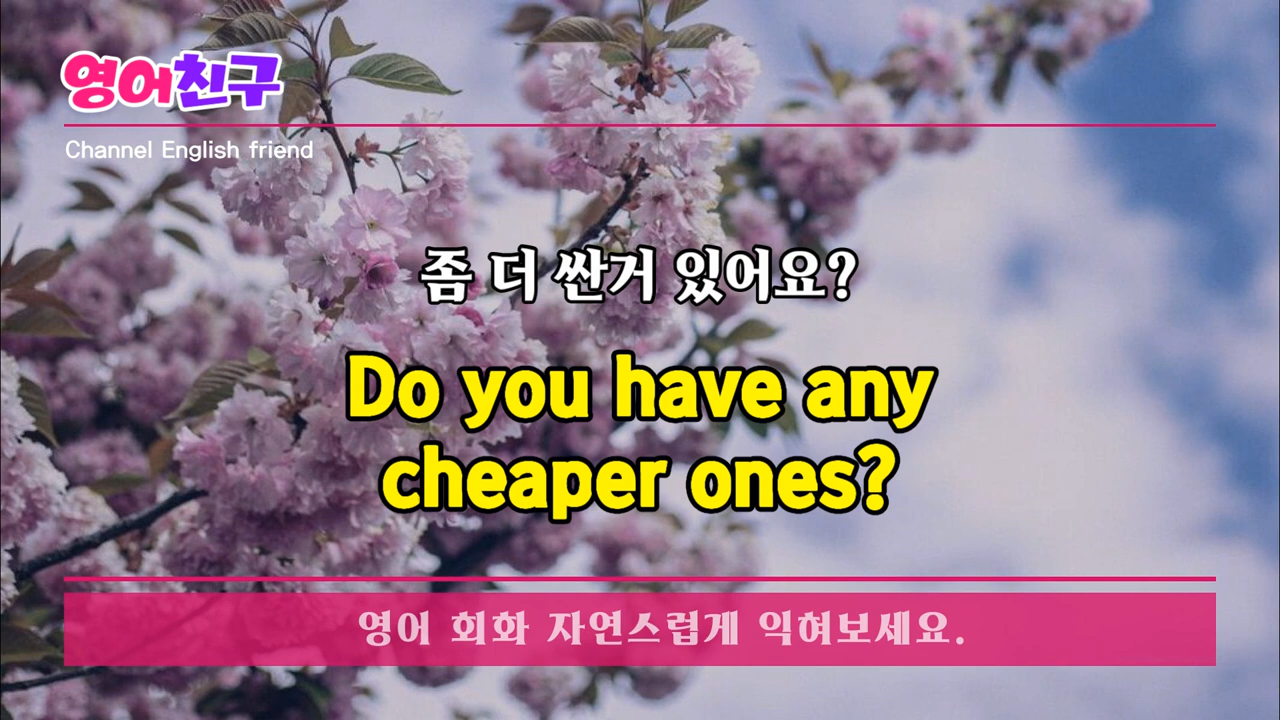 영어친구
Channel English friend
좀 더 싼거 있어요?
Do you have any
cheaper ones?
영어 회화 자연스럽게 익혀보세요.